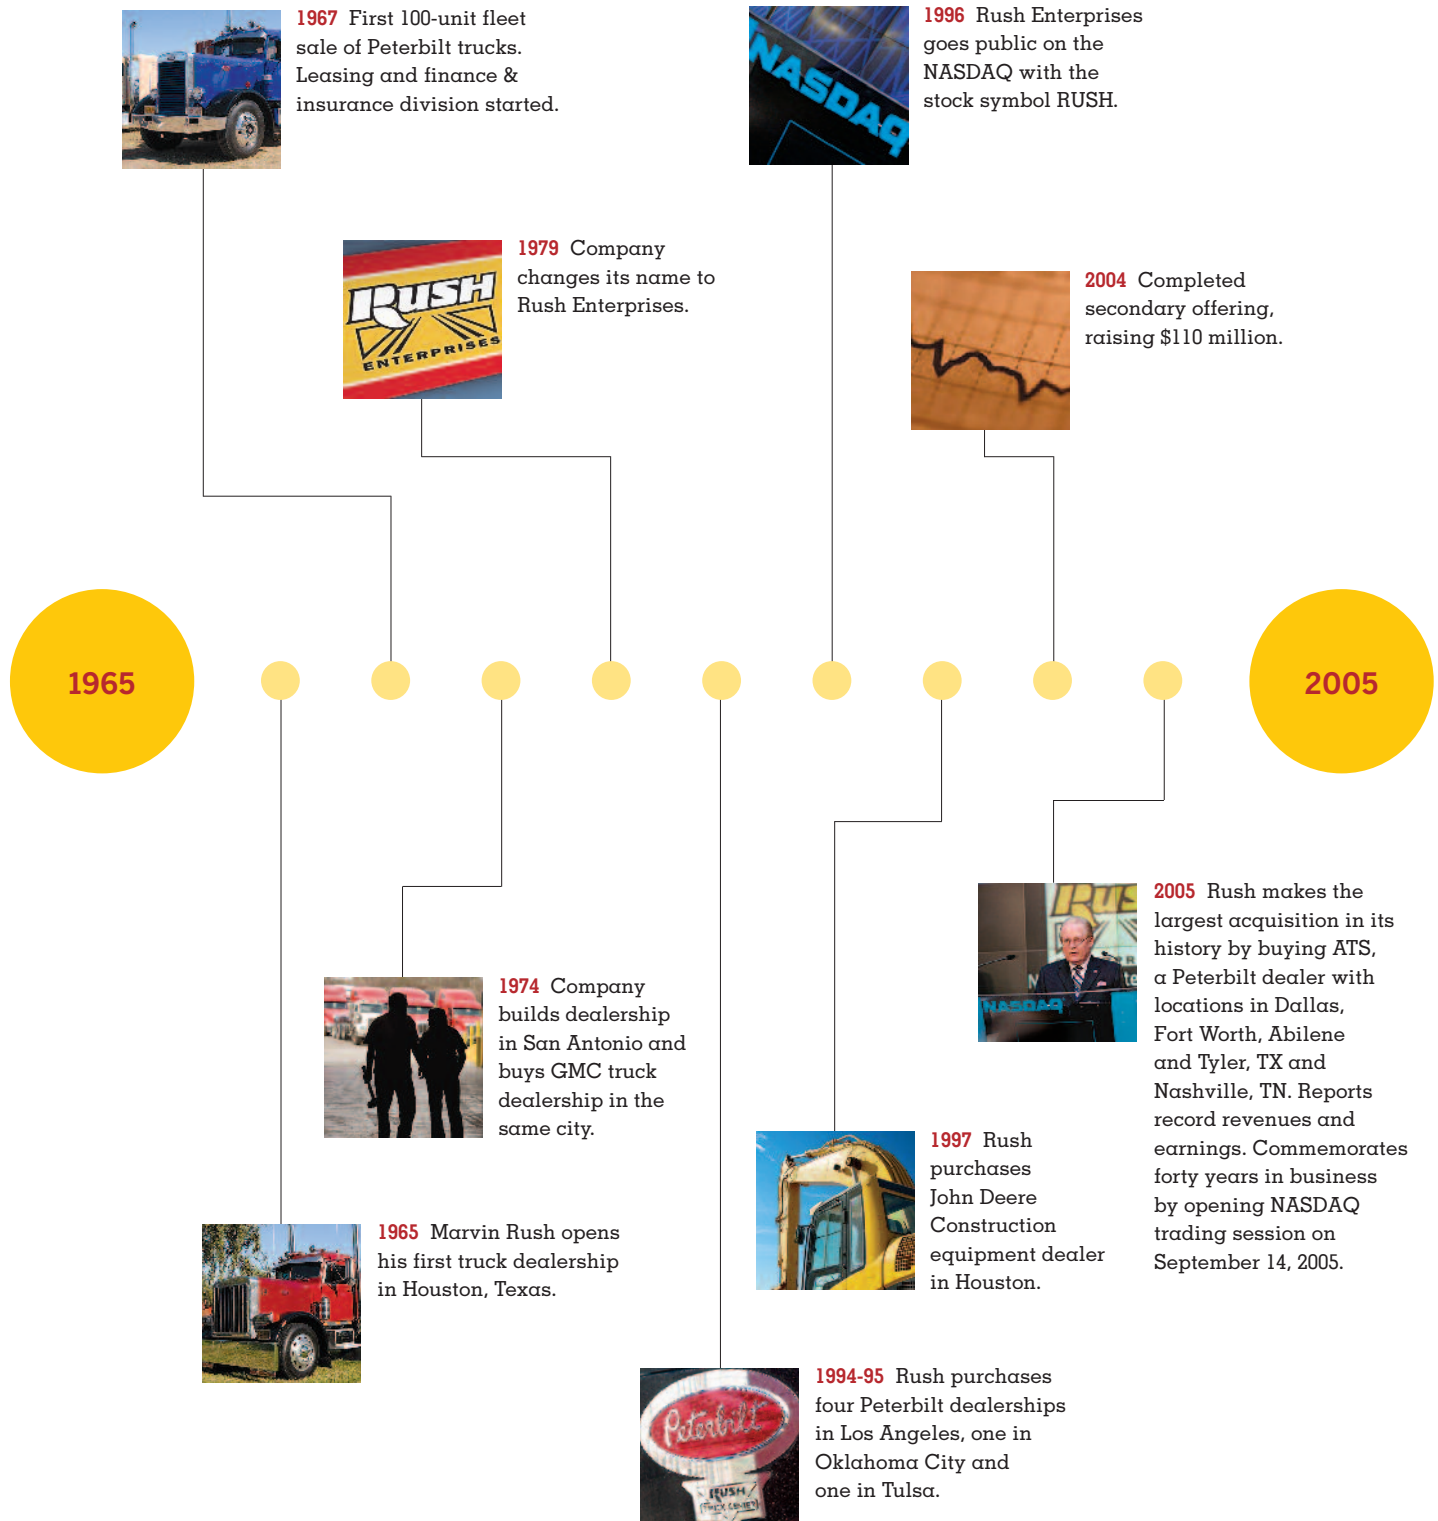 1967 First 100-unit fleet
sale of Peterbilt trucks.
Leasing and finance &
insurance division started.
NASDAQ
1996 Rush Enterprises
goes public on the
NASDAQ with the
stock symbol RUSH.
RUSH
ENTERPRISES
1979 Company
changes its name to
Rush Enterprises.
2004 Completed
secondary offering,
raising $110 million.
1965
2005
1974 Company
builds dealership
in San Antonio and
buys GMC truck
dealership in the
same city.
NASDAQ
2005 Rush makes the
largest acquisition in its
history by buying ATS,
a Peterbilt dealer with
locations in Dallas,
Fort Worth, Abilene
and Tyler, TX and
Nashville, TN. Reports
record revenues and
earnings. Commemorates
forty years in business
by opening NASDAQ
trading session on
September 14, 2005.
1997 Rush
purchases
John Deere
Construction
equipment dealer
in Houston.
1965 Marvin Rush opens
his first truck dealership
in Houston, Texas.
Peterbilt
RUSH
TRUCK CENTER
1994-95 Rush purchases
four Peterbilt dealerships
in Los Angeles, one in
Oklahoma City and
one in Tulsa.